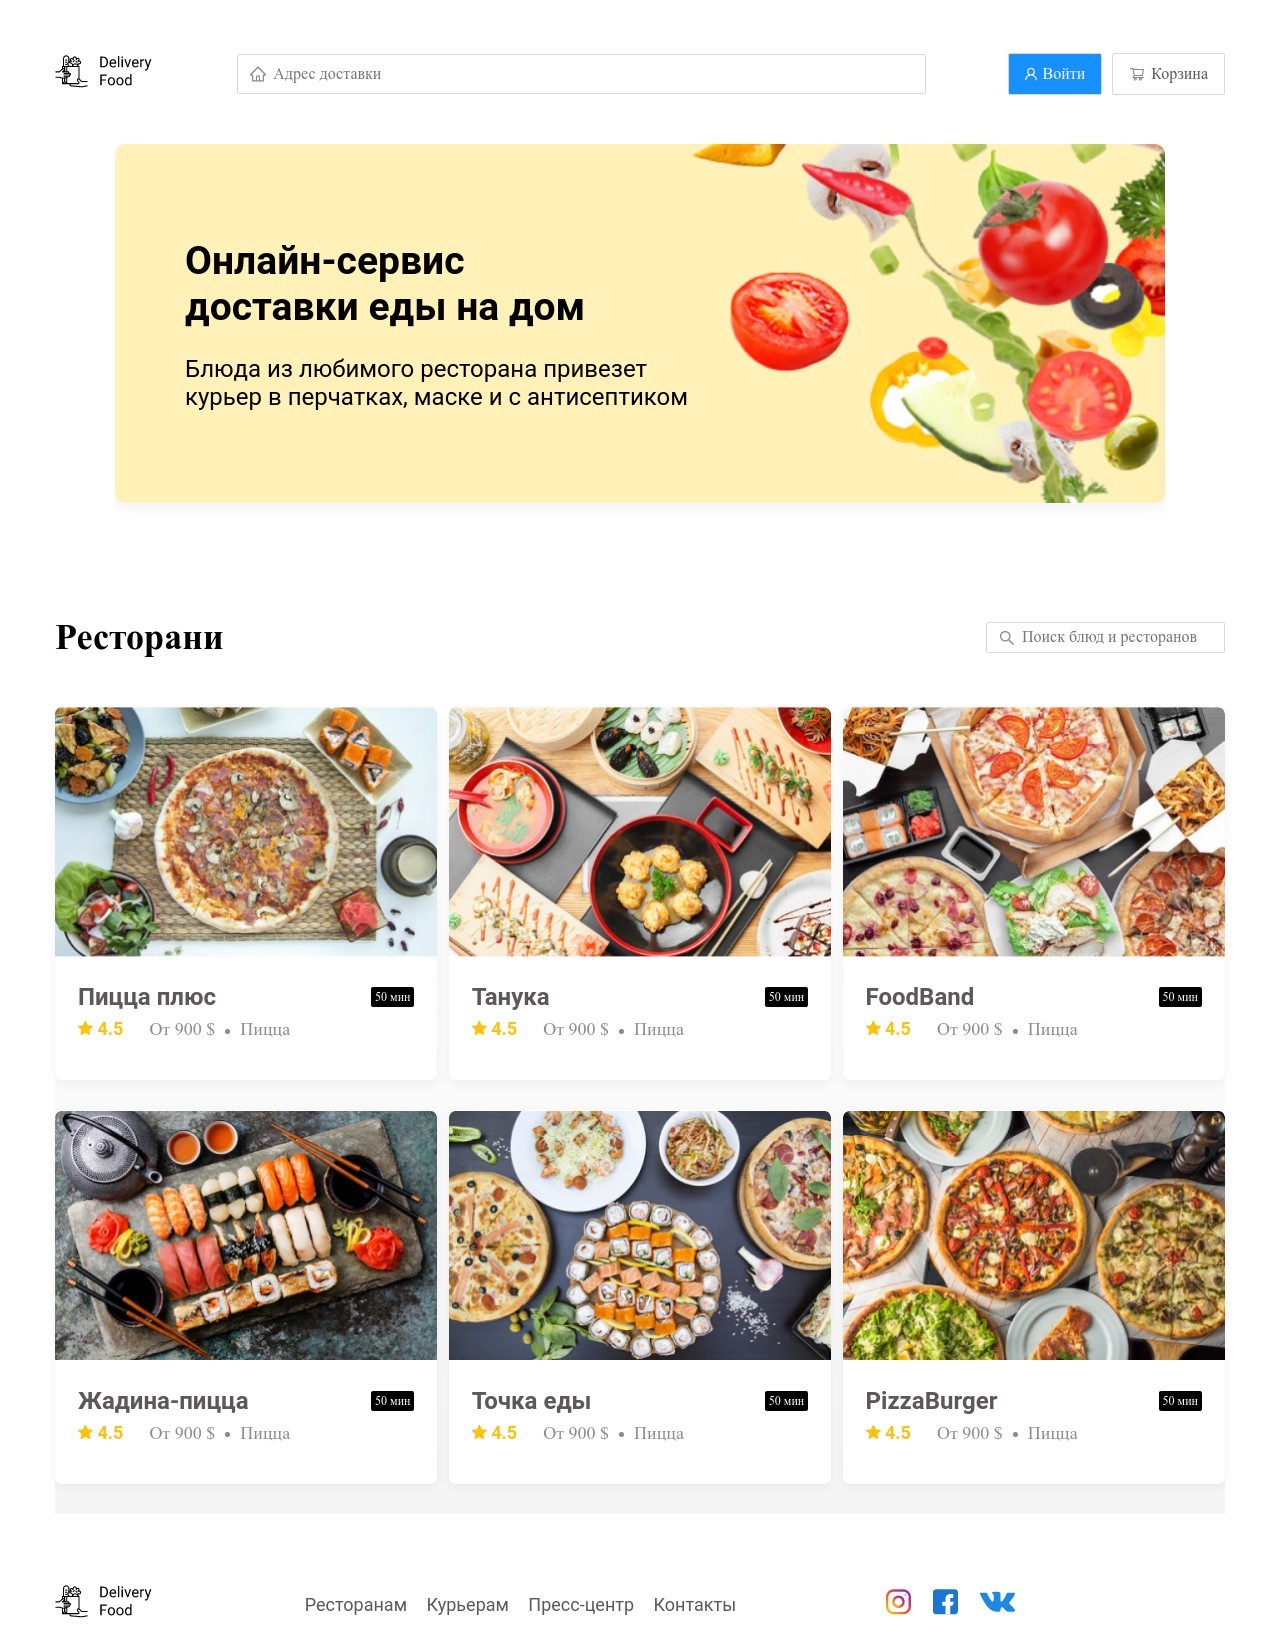 Delivery
Food
Адрес доставки
Войти
Корзина
Онлайн-сервис
доставки еды на дом
Блюда из любимого ресторана привезет
курьер в перчатках, маске и с антисептиком
Ресторани
Поиск блюд и ресторанов
Пицца плюс
50 мин
4.5 От 900 $ • Пицца
Танука
50 мин
4.5 От 900 $ • Пицца
FoodBand
50 мин
4.5 От 900 $ • Пицца
Жадина-пицца
50 мин
4.5 От 900 $ • Пицца
Точка еды
50 мин
4.5 От 900 $ • Пицца
PizzaBurger
50 мин
4.5 От 900 $ • Пицца
Delivery
Food
Ресторанам Курьерам Пресс-центр Контакты